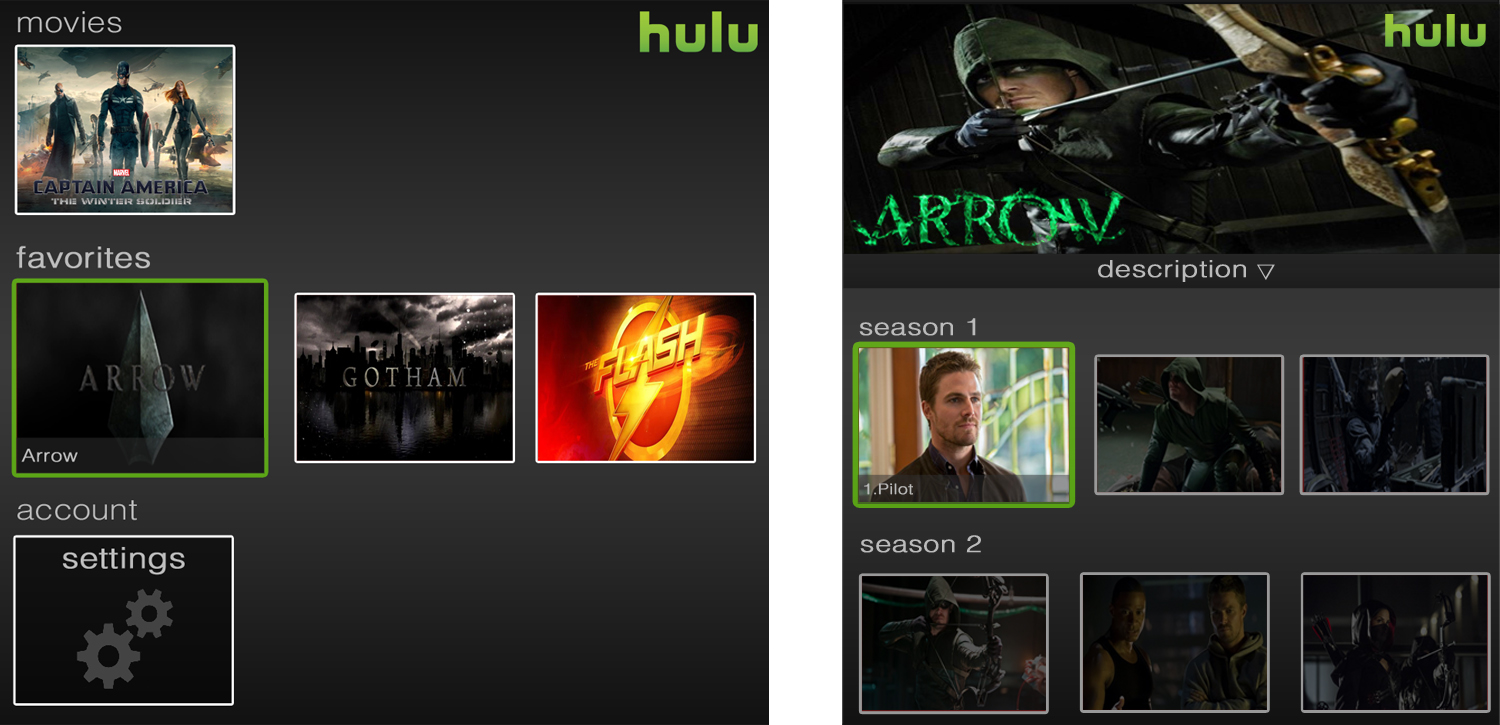 movies
hulu
MARVEL
CAPTAIN AMERICA
THE WINTER SOLDIER
favorites
ARROW
Arrow
GOTHAM
THE FLASH
account
settings
hulu
ARROW
description
season 1
1.Pilot
season 2